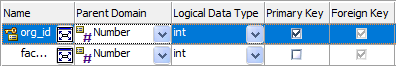 Name Parent Domain Logical Data Type Primary Key Foreign Key
org_id Number int
fac... Number int